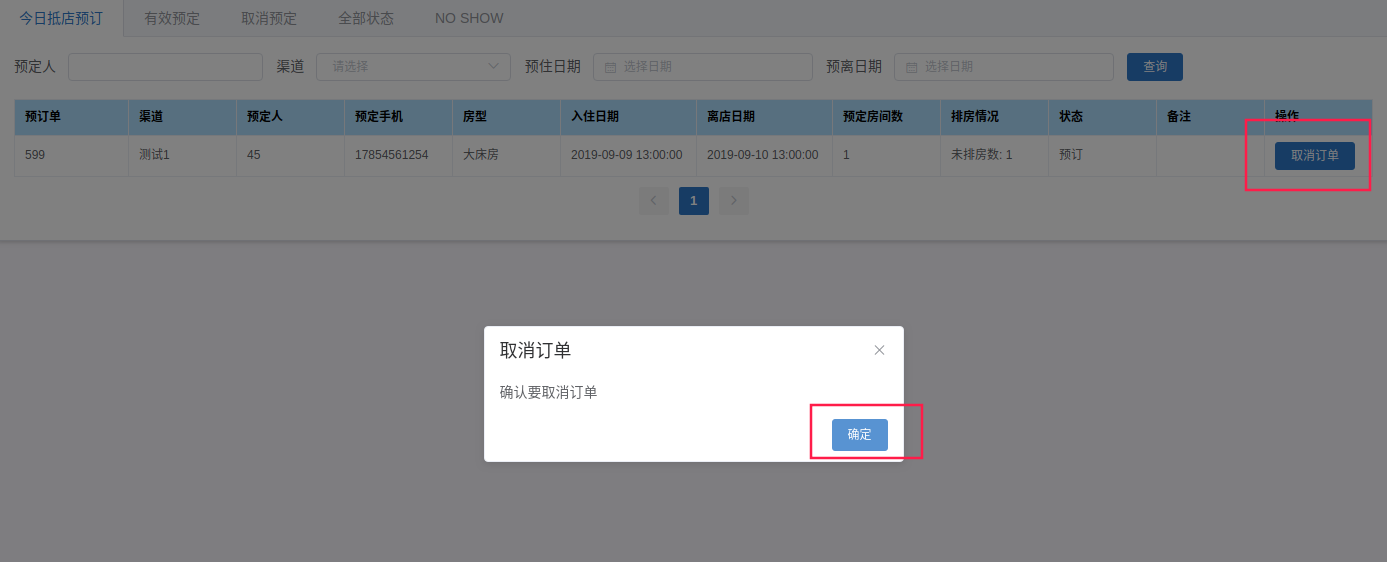 今日抵店预订 有效预定 取消预定 全部状态 NO SHOW
预定人 渠道 请选择 预住日期 选择日期 预离日期 选择日期 查询
预订单 渠道 预定人 预定手机 房型 入住日期 离店日期 预定房间数 排房情况 状态 备注 操作
599 测试1 45 17854561254 大床房 2019-09-09 13:00:00 2019-09-10 13:00:00 1 未排房数: 1 预订 取消订单
1
取消订单
确认要取消订单
确定